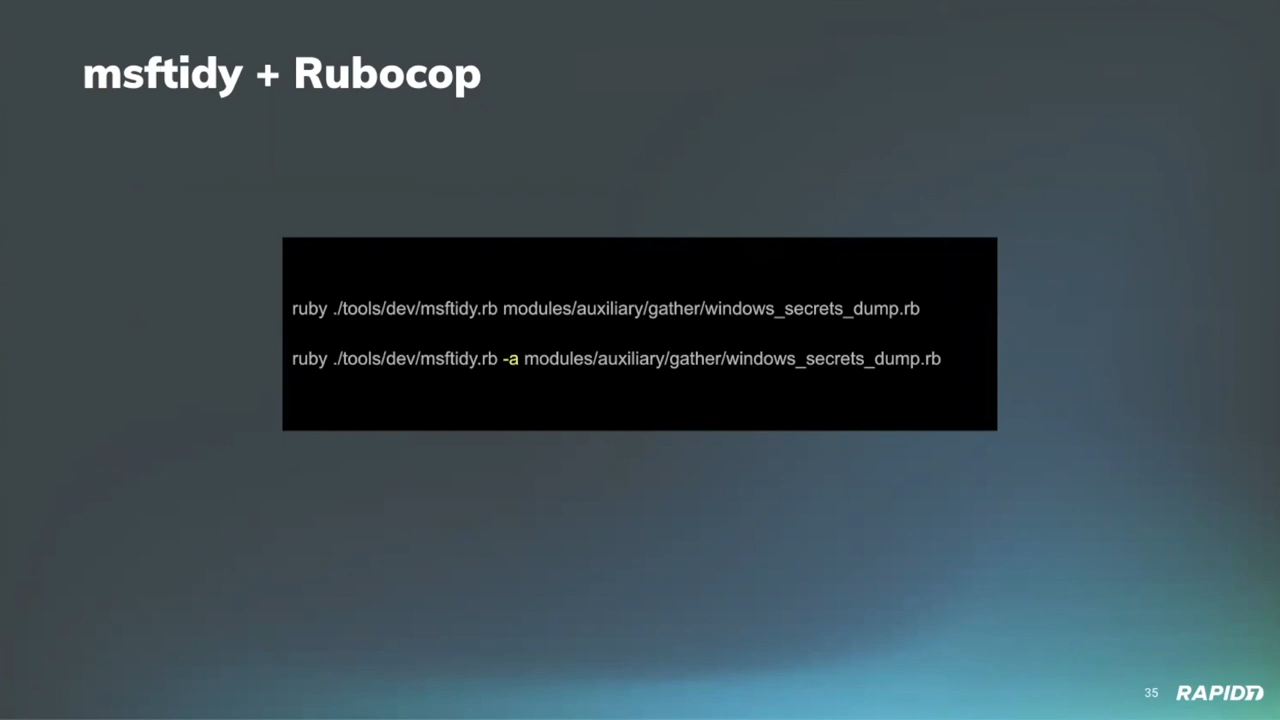 msftidy + Rubocop
ruby ./tools/dev/msftidy.rb modules/auxiliary/gather/windows_secrets_dump.rb
ruby ./tools/dev/msftidy.rb -a modules/auxiliary/gather/windows_secrets_dump.rb
35 RAPID7